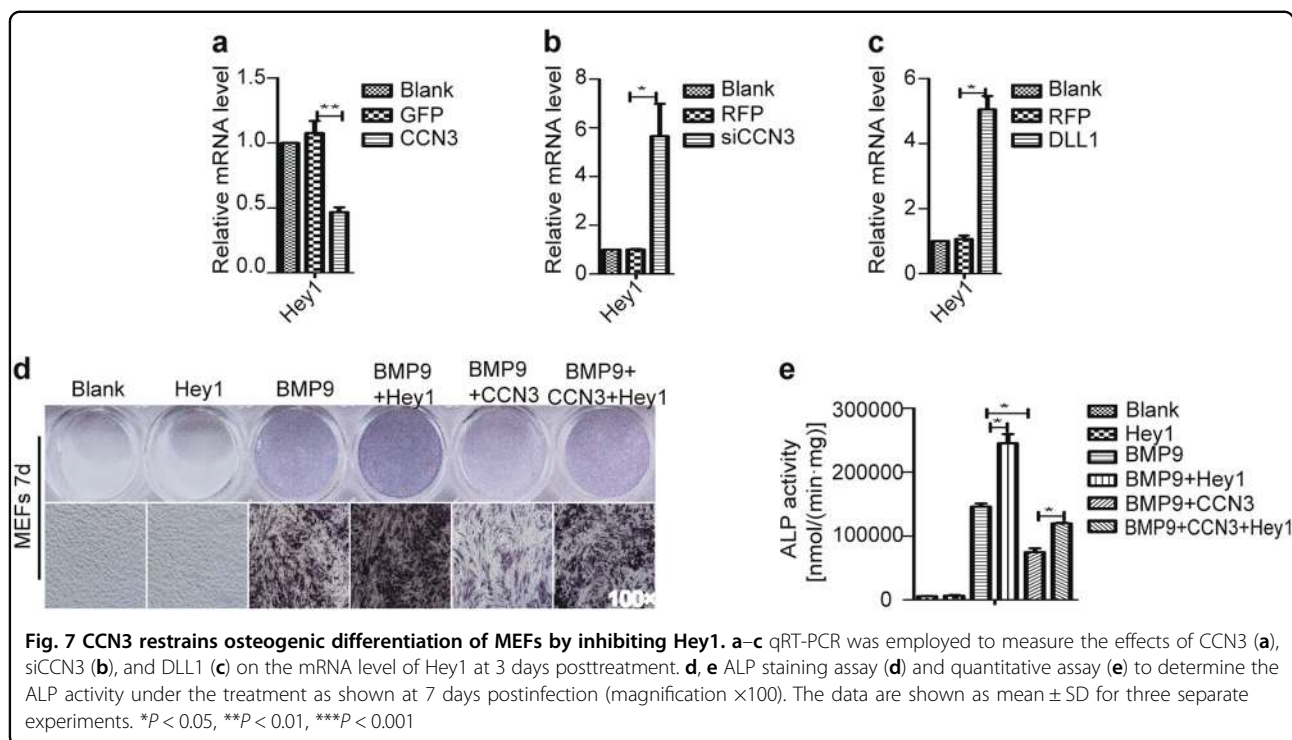 a
1.5
1.0
0.5
0.0
Relative mRNA level
**
Blank
GFP
CCN3
Hey1
b
8
6
4
2
0
Relative mRNA level
*
Blank
RFP
siCCN3
Hey1
c
6
4
2
0
Relative mRNA level
*
Blank
RFP
DLL1
Hey1
d
Blank
Hey1
BMP9
BMP9
+Hey1
BMP9
+CCN3
BMP9+
CCN3+Hey1
MEFs 7d
100×
e
300000
200000
100000
0
ALP activity
[nmol/(min·mg)]
*
*
*
Blank
Hey1
BMP9
BMP9+Hey1
BMP9+CCN3
BMP9+CCN3+Hey1
Fig. 7 CCN3 restrains osteogenic differentiation of MEFs by inhibiting Hey1. a–c qRT-PCR was employed to measure the effects of CCN3 (a),
siCCN3 (b), and DLL1 (c) on the mRNA level of Hey1 at 3 days posttreatment. d, e ALP staining assay (d) and quantitative assay (e) to determine the
ALP activity under the treatment as shown at 7 days postinfection (magnification ×100). The data are shown as mean ± SD for three separate
experiments. *P < 0.05, **P < 0.01, ***P < 0.001